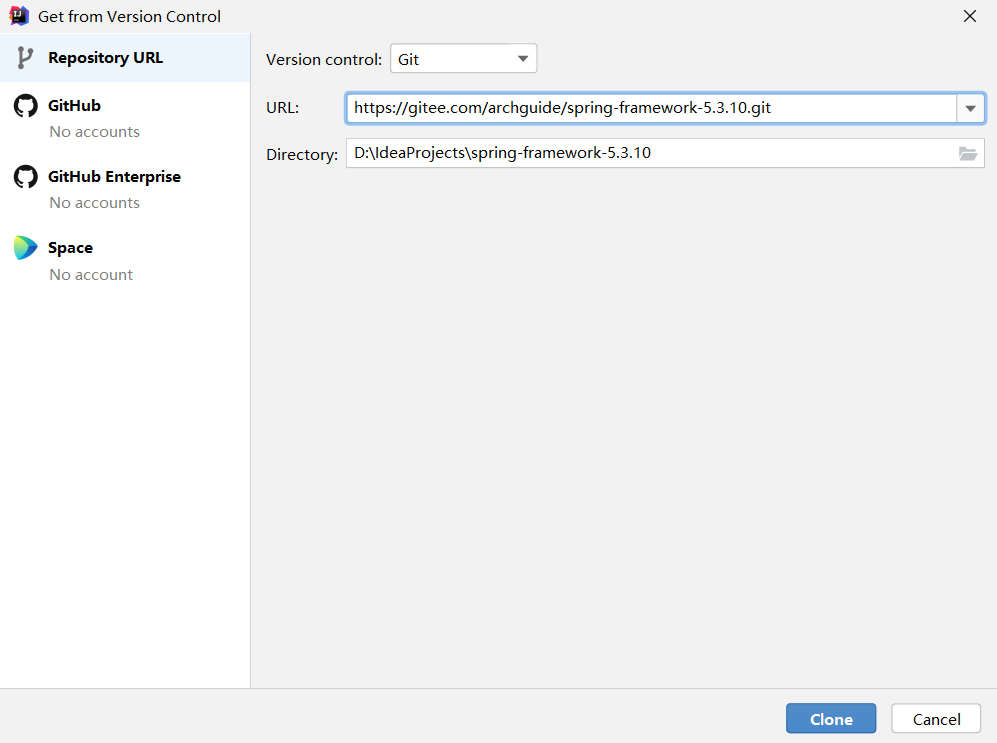 Get from Version Control
Repository URL
GitHub
No accounts
GitHub Enterprise
No accounts
Space
No account
Version control: Git
URL: https://gitee.com/archguide/spring-framework-5.3.10.git
Directory: D:\IdeaProjects\spring-framework-5.3.10
Clone Cancel